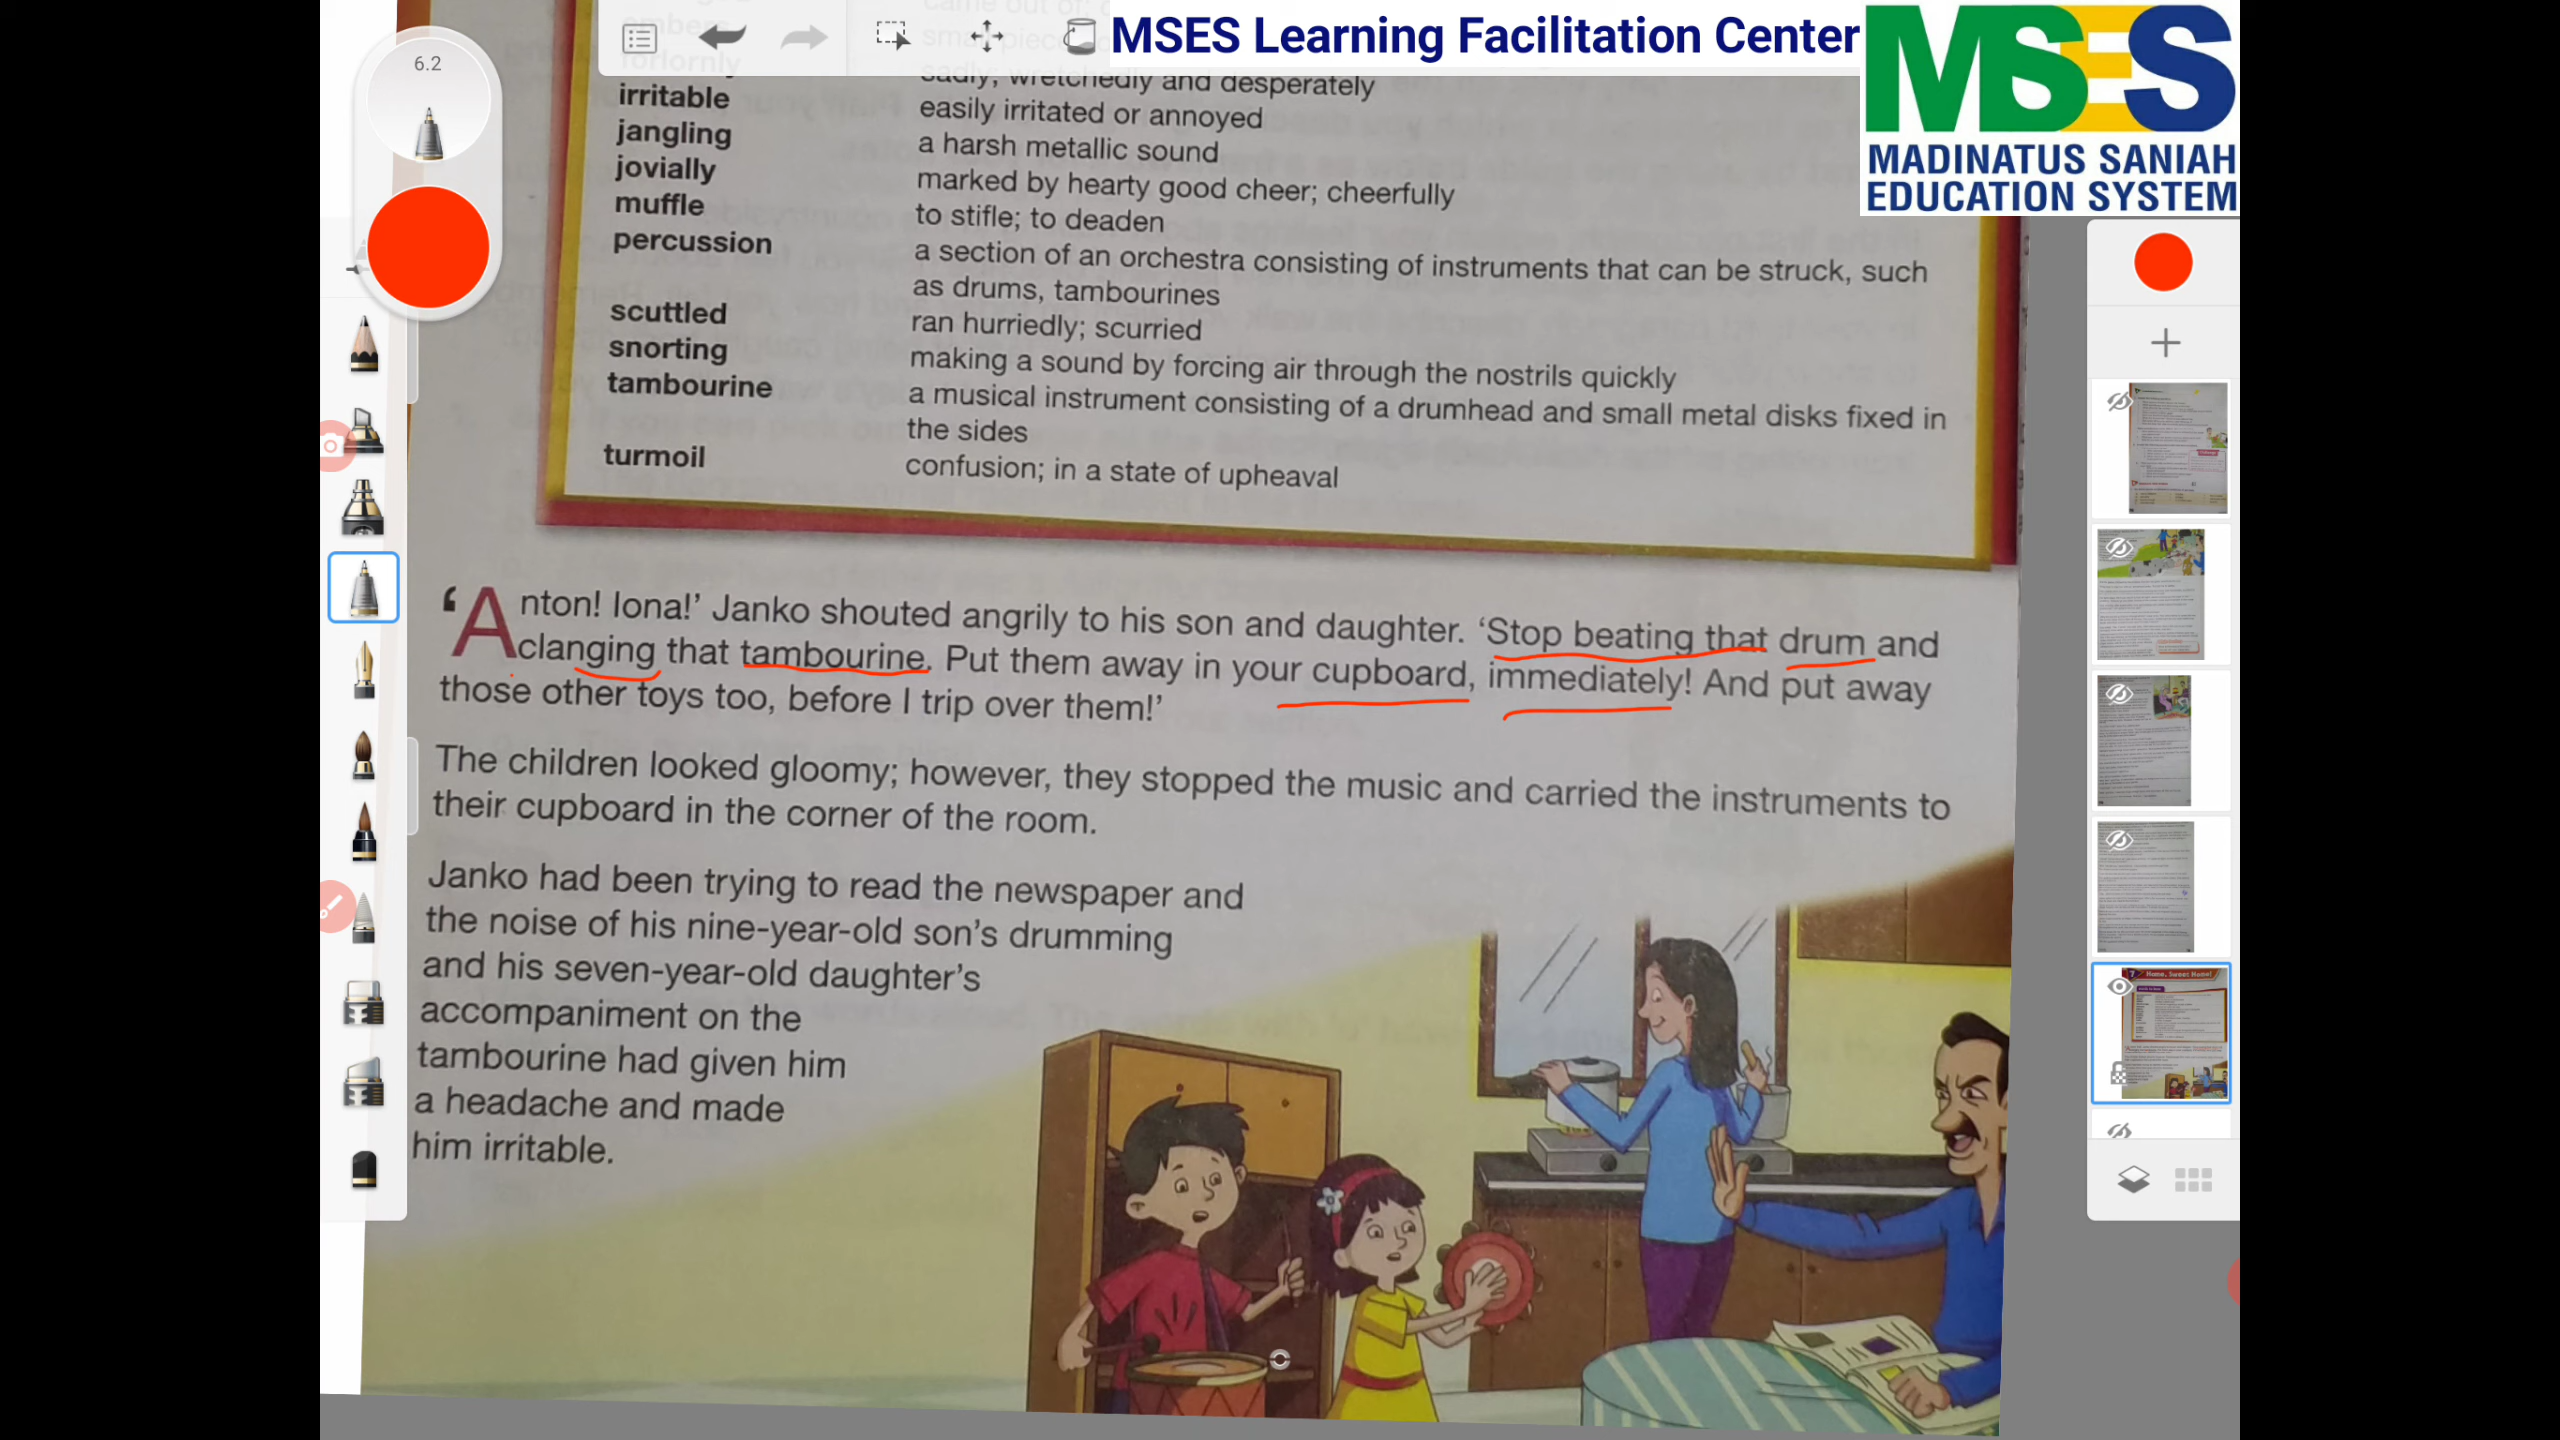 MSES Learning Facilitation Center
MSES
MADINATUS SANIAH
EDUCATION SYSTEM
6.2
forlornly sadly; wretchedly and desperately
irritable easily irritated or annoyed
jangling a harsh metallic sound
jovially marked by hearty good cheer; cheerfully
muffle to stifle; to deaden
percussion a section of an orchestra consisting of instruments that can be struck, such
as drums, tambourines
scuttled ran hurriedly; scurried
snorting making a sound by forcing air through the nostrils quickly
tambourine a musical instrument consisting of a drumhead and small metal disks fixed in
the sides
turmoil confusion; in a state of upheaval
‘Anton! Iona!’ Janko shouted angrily to his son and daughter. ‘Stop beating that drum and
clanging that tambourine. Put them away in your cupboard, immediately! And put away
those other toys too, before I trip over them!’
The children looked gloomy; however, they stopped the music and carried the instruments to
their cupboard in the corner of the room.
Janko had been trying to read the newspaper and
the noise of his nine-year-old son’s drumming
and his seven-year-old daughter’s
accompaniment on the
tambourine had given him
a headache and made
him irritable.
7 Home, Sweet Home!